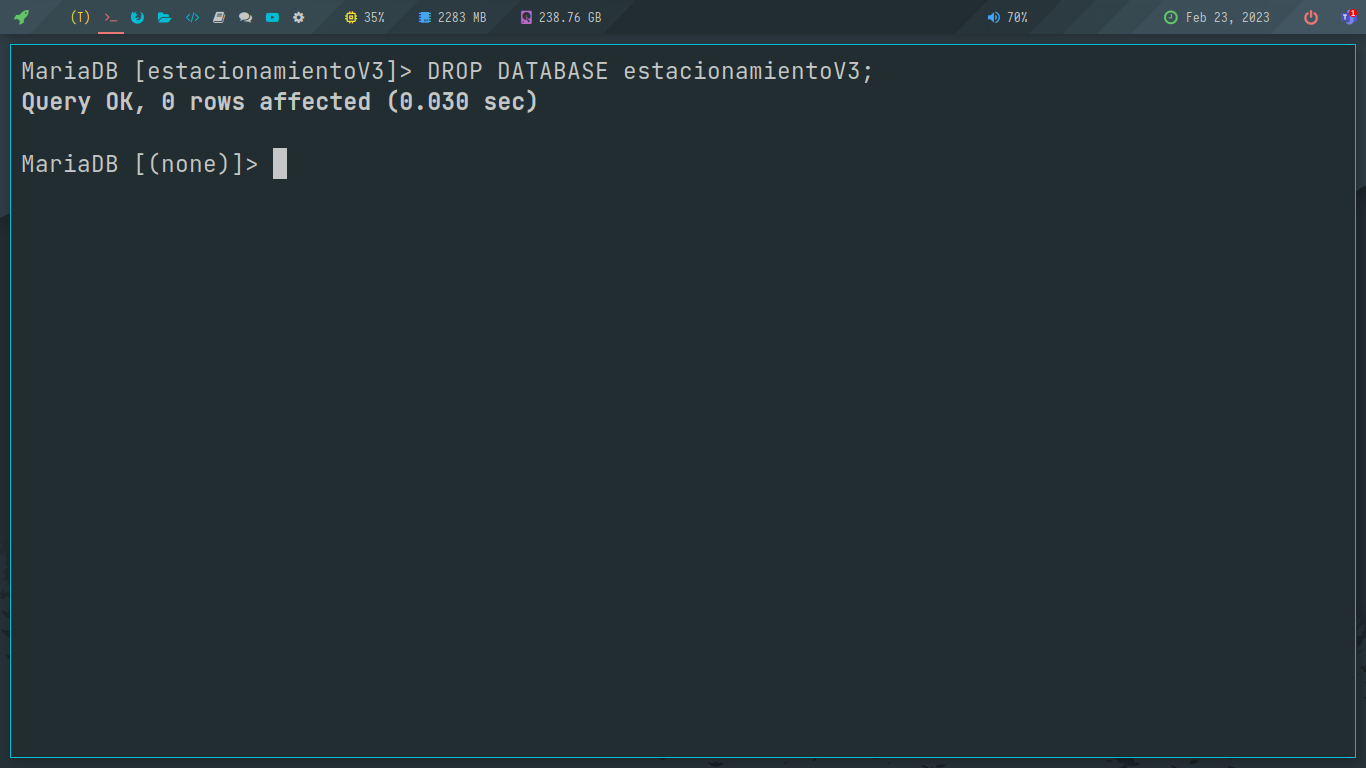 (T) >_ </> 35% 2283 MB 238.76 GB 70% Feb 23, 2023 1
MariaDB [estacionamientoV3]> DROP DATABASE estacionamientoV3;
Query OK, 0 rows affected (0.030 sec)
MariaDB [(none)]>